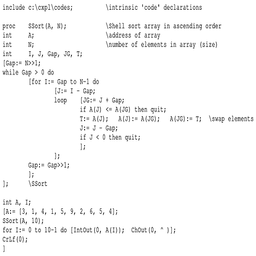 include c:\cxpl\codes; \intrinsic 'code' declarations
proc SSort(A, N); \Shell sort array in ascending order
int A; \address of array
int N; \number of elements in array (size)
int I, J, Gap, JG, T;
[Gap:= N>>1;
while Gap > 0 do
[for I:= Gap to N-1 do
[J:= I - Gap;
loop [JG:= J + Gap;
if A(J) <= A(JG) then quit;
T:= A(J); A(J):= A(JG); A(JG):= T; \swap elements
J:= J - Gap;
if J < 0 then quit;
];
];
Gap:= Gap>>1;
];
]; \SSort
int A, I;
[A:= [3, 1, 4, 1, 5, 9, 2, 6, 5, 4];
SSort(A, 10);
for I:= 0 to 10-1 do [IntOut(0, A(I)); ChOut(0, ^ )];
CrLf(0);
]